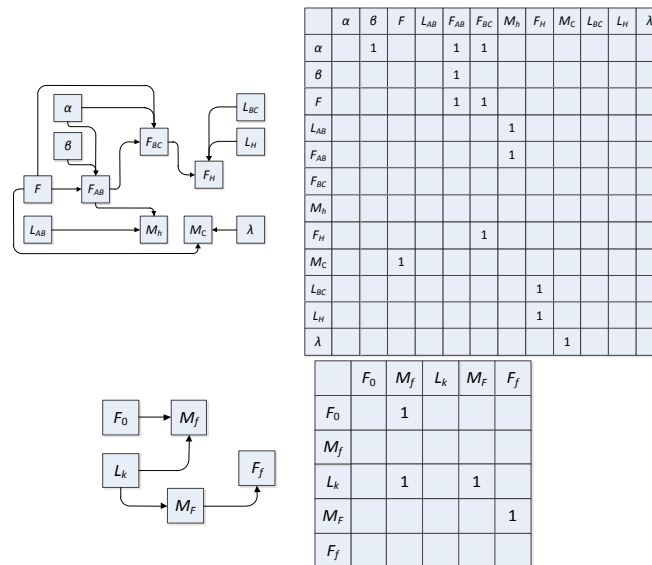 α β F L_AB F_AB F_BC M_h F_H M_C L_BC L_H λ
α 1 1 1
β 1
F 1 1
L_AB 1
F_AB 1
F_BC
M_h
F_H 1
M_C 1
L_BC 1
L_H 1
λ 1
α
L_BC
β
F_BC
L_H
F_H
F
F_AB
L_AB
M_h
M_C
λ
F_0 M_f L_k M_F F_f
F_0 1
M_f
L_k 1 1
M_F 1
F_f
F_0
M_f
L_k
F_f
M_F